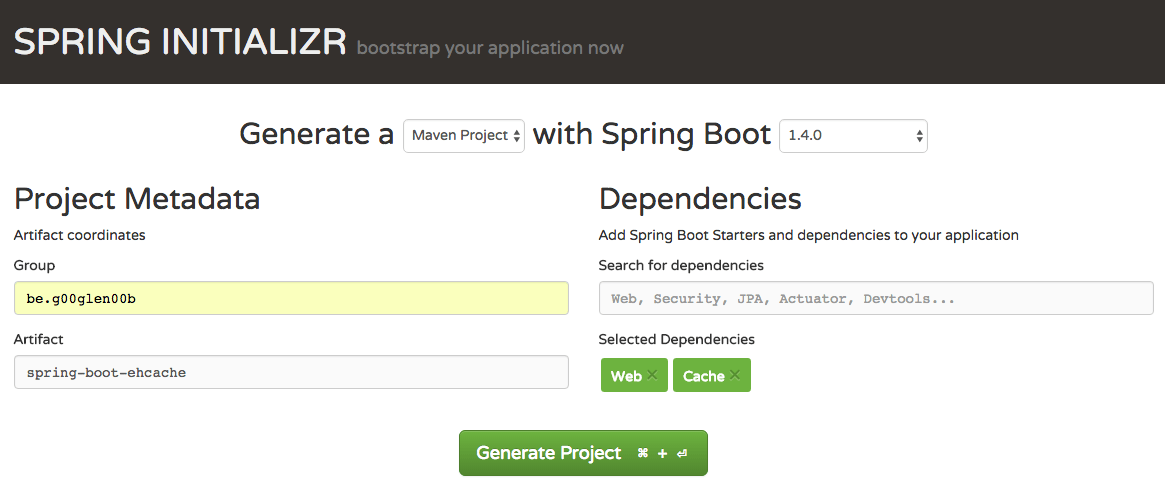 SPRING INITIALIZR bootstrap your application now
Generate a Maven Project with Spring Boot 1.4.0
Project Metadata
Artifact coordinates
Group
be.g00glen00b
Artifact
spring-boot-ehcache
Dependencies
Add Spring Boot Starters and dependencies to your application
Search for dependencies
Web, Security, JPA, Actuator, Devtools...
Selected Dependencies
Web × Cache ×
Generate Project ⌘ + ⏎